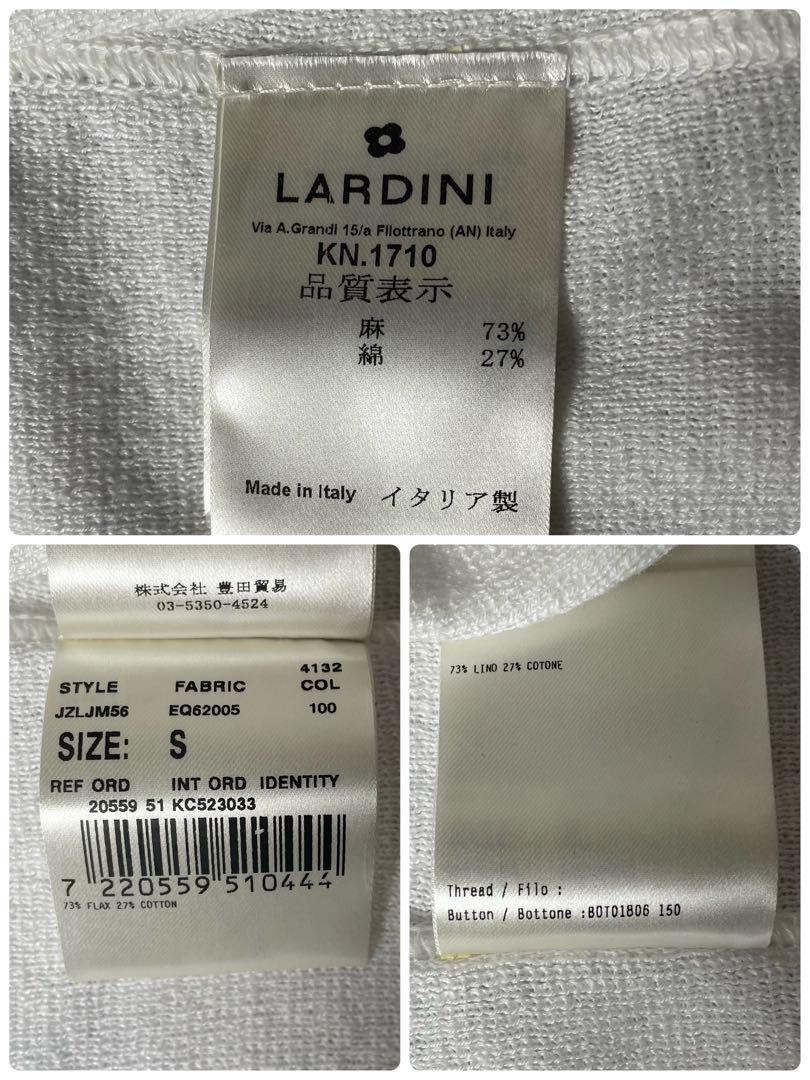 LARDINI
Via A.Grandi 15/a Filottrano (AN) Italy
KN.1710
品質表示
麻 73%
綿 27%
Made in Italy イタリア製
株式会社 豊田貿易
03-5350-4524
4132
STYLE FABRIC COL
JZLJM56 EQ62005 100
SIZE: S
REF ORD INT ORD IDENTITY
20559 51 KC523033
7 220559 510444
73% FLAX 27% COTTON
73% LINO 27% COTONE
Thread / Filo :
Button / Bottone :BOT01806 150